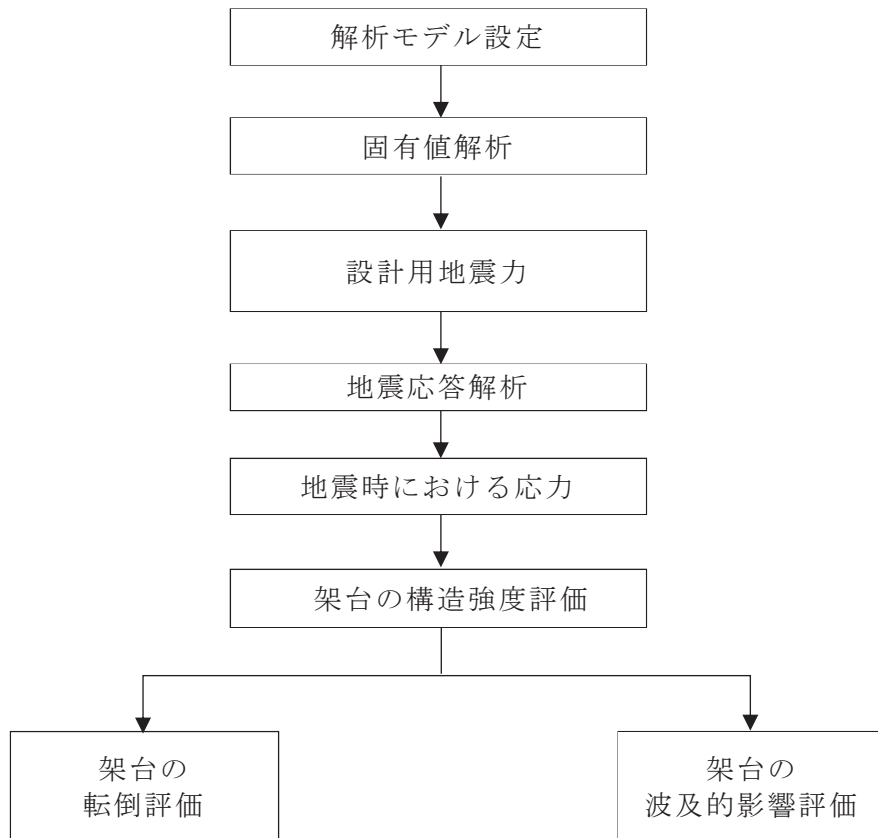 解析モデル設定
固有値解析
設計用地震力
地震応答解析
地震時における応力
架台の構造強度評価
架台の
転倒評価
架台の
波及的影響評価